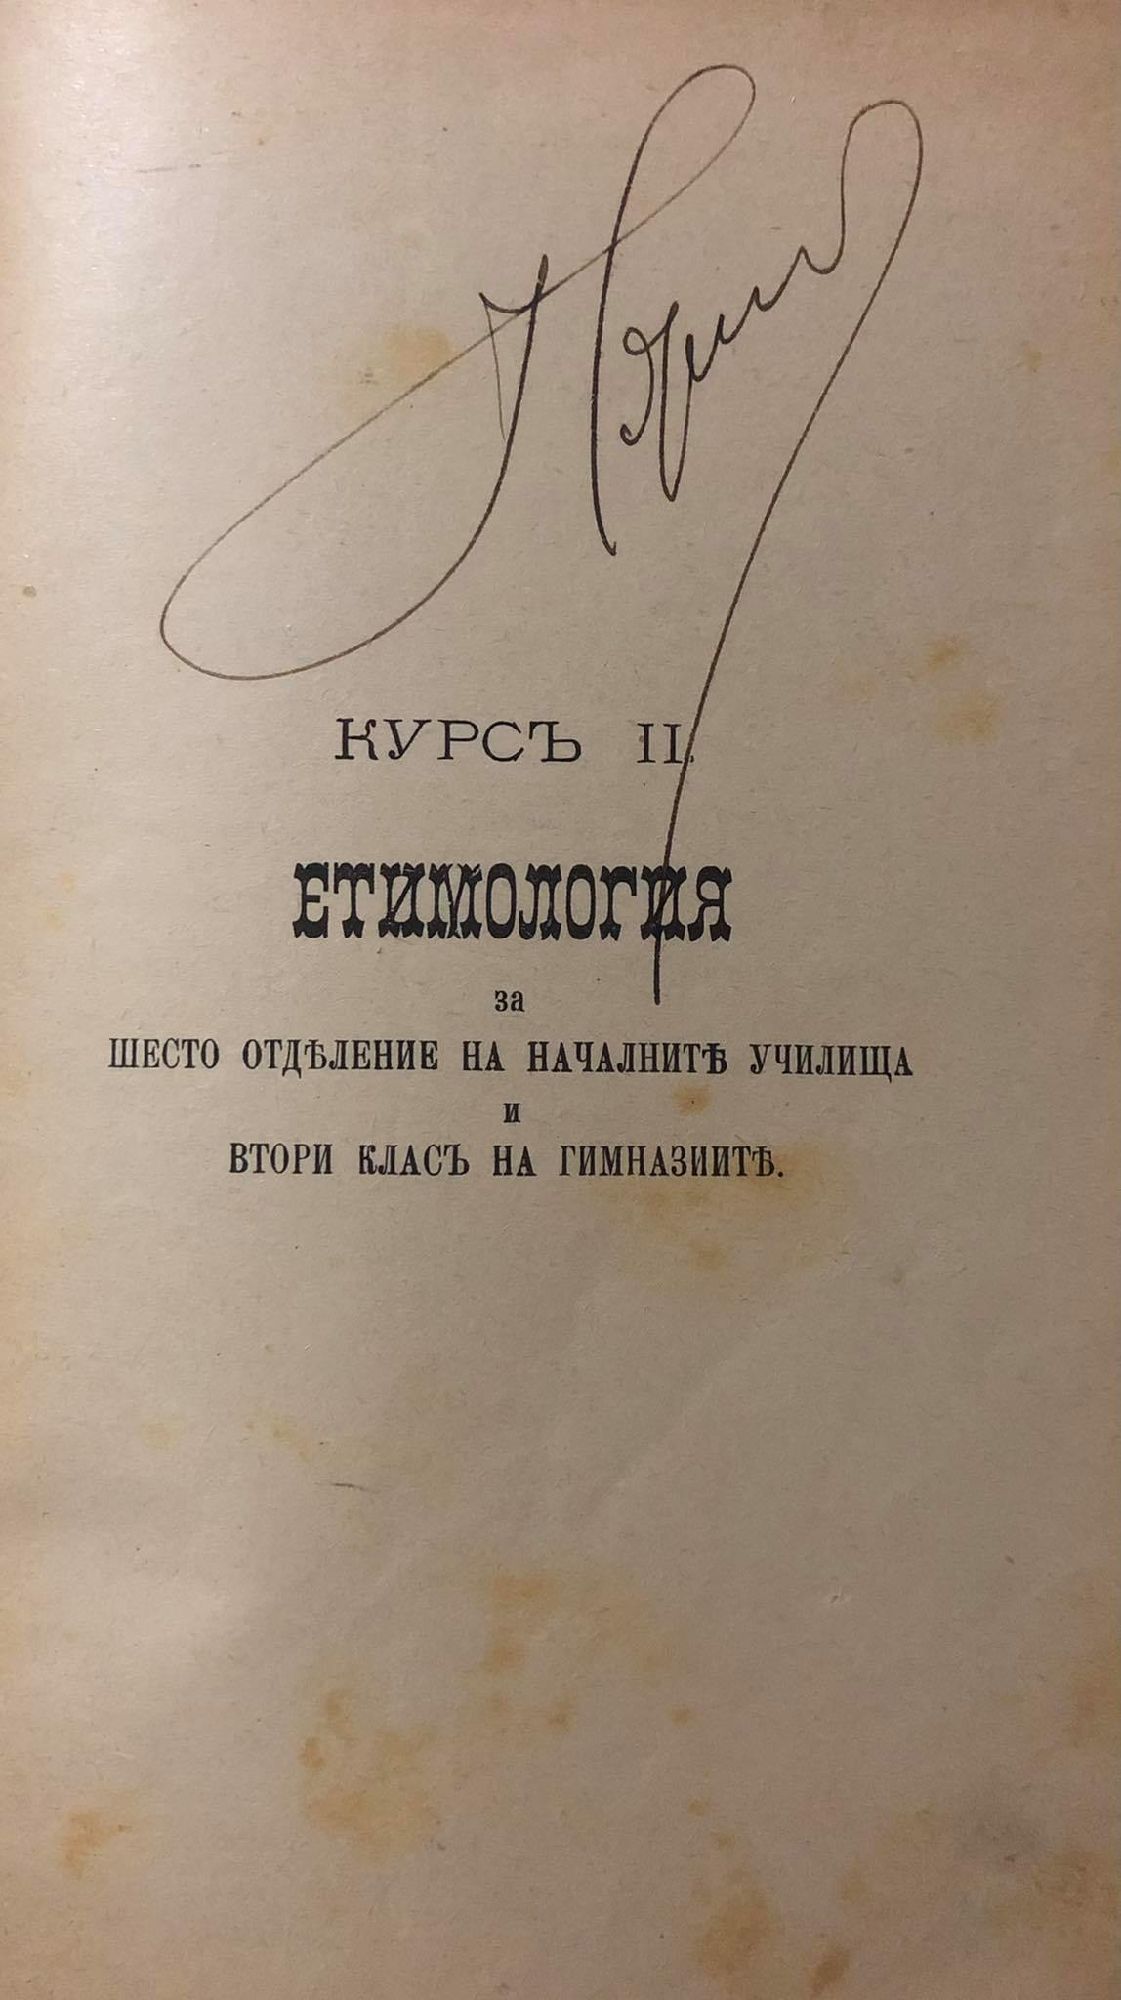 КУРСЪ II.
ЕТИМОЛОГИЯ
за
ШЕСТО ОТДѢЛЕНИЕ НА НАЧАЛНИТѢ УЧИЛИЩА
и
ВТОРИ КЛАСЪ НА ГИМНАЗИИТѢ.